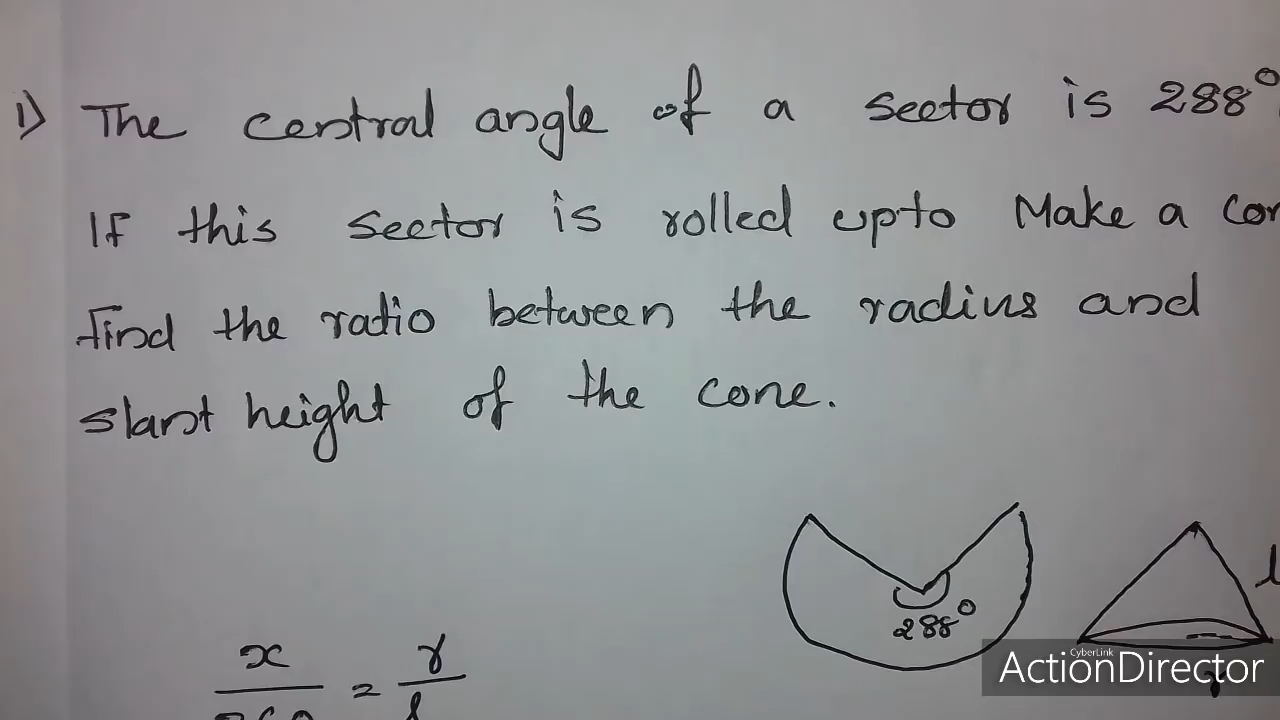 1) The central angle of a sector is 288°.
If this sector is rolled upto Make a
find the ratio between the radius and
slant height of the cone.
288°
l
x r
= 
CyberLink
ActionDirector
r